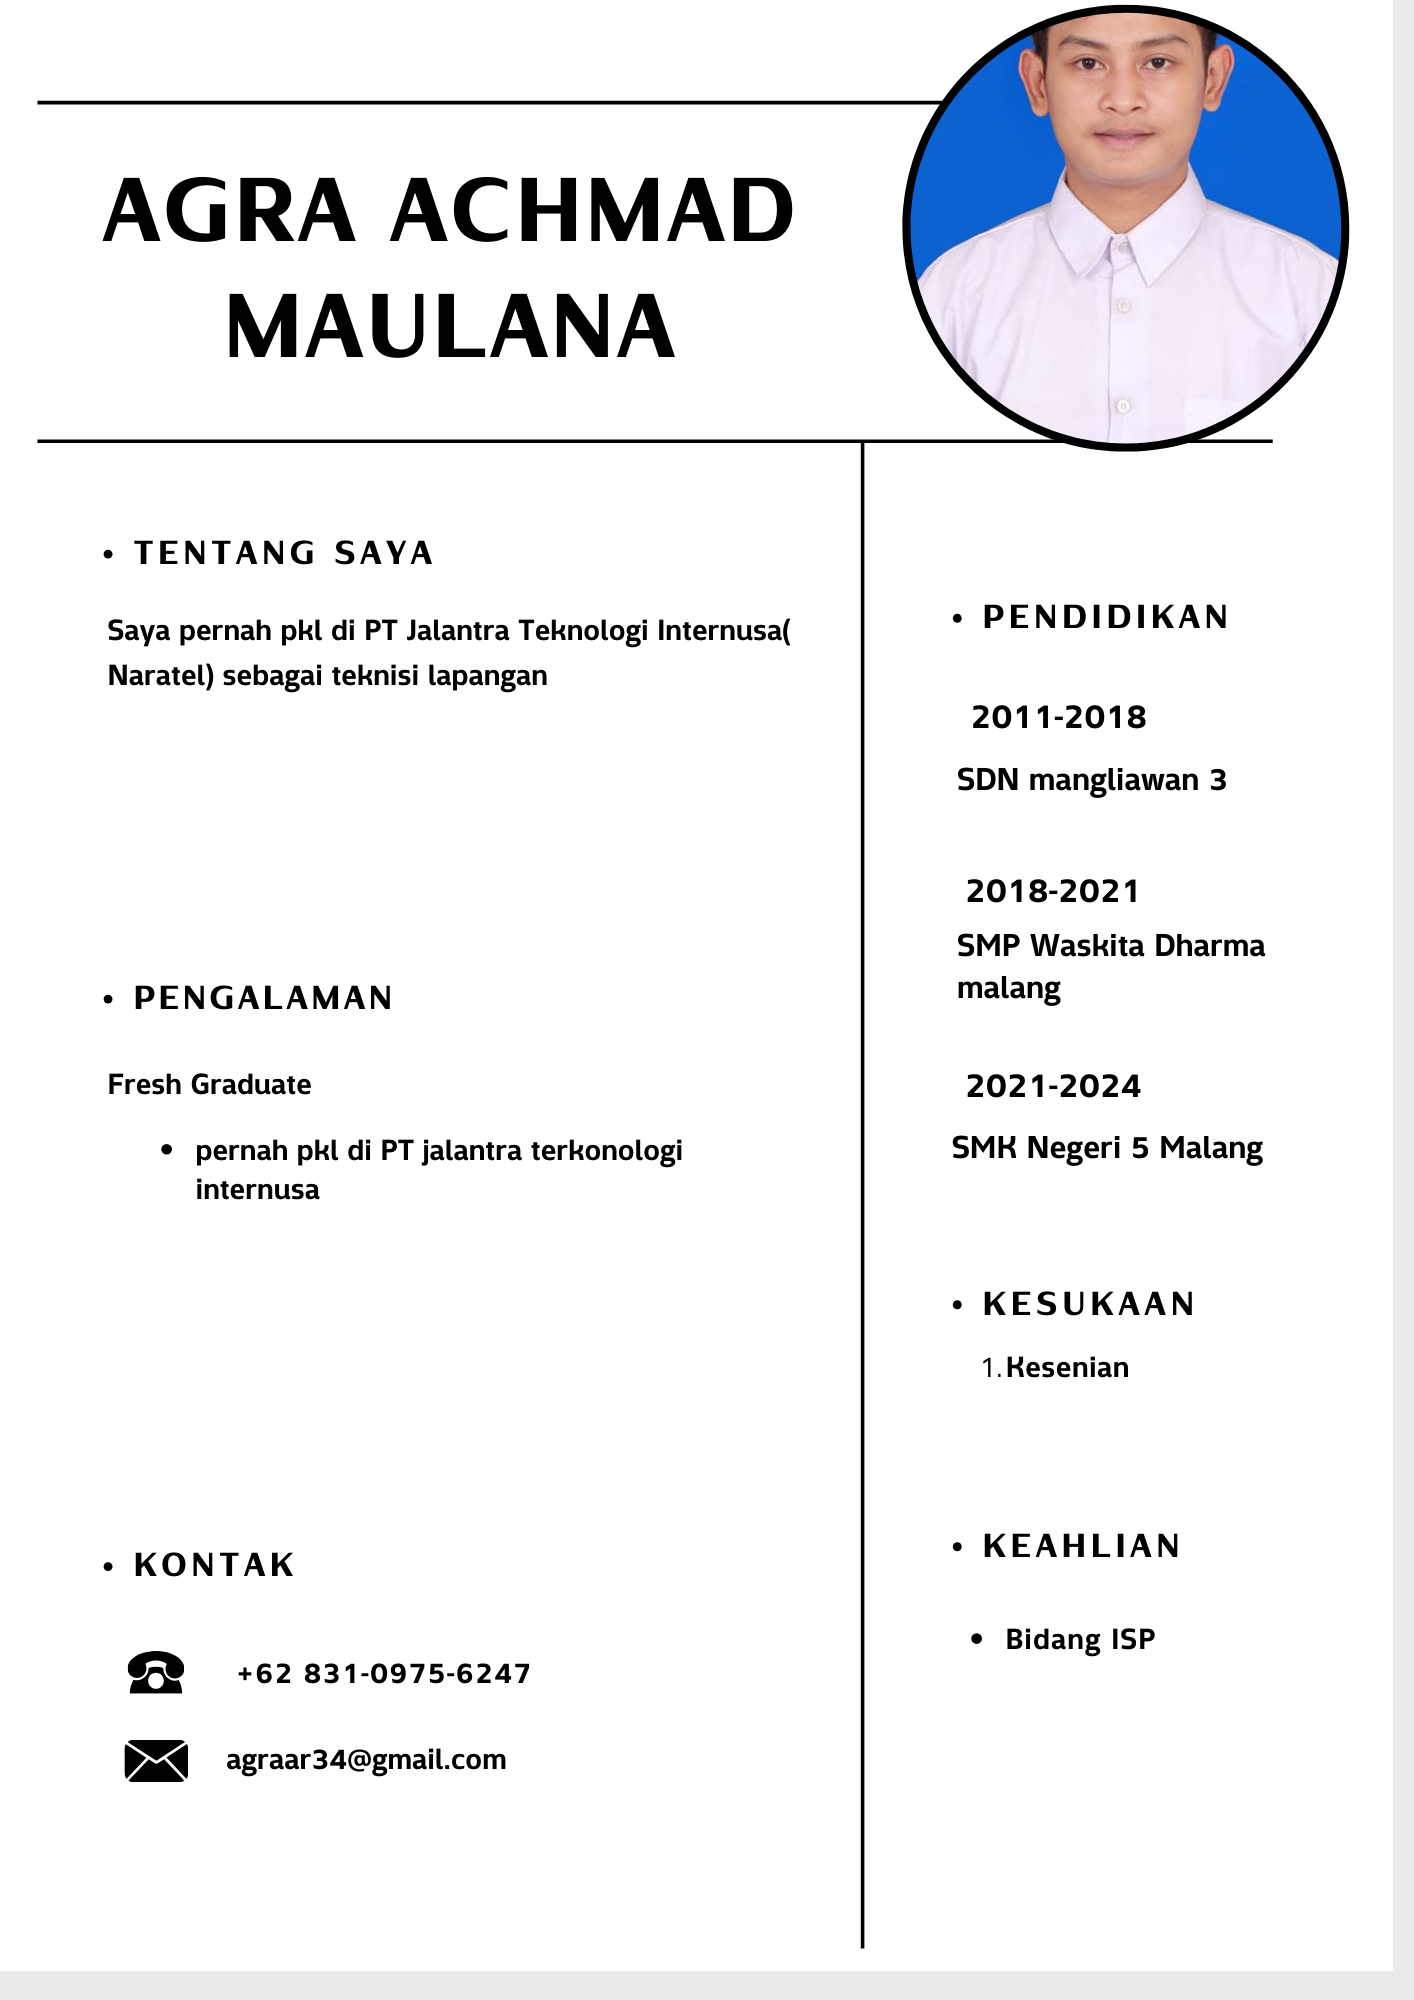 AGRA ACHMAD
MAULANA
• TENTANG SAYA
Saya pernah pkl di PT Jalantra Teknologi Internusa(
Naratel) sebagai teknisi lapangan
• PENGALAMAN
Fresh Graduate
• pernah pkl di PT jalantra terkonologi
internusa
• KONTAK
+62 831-0975-6247
agraar34@gmail.com
• PENDIDIKAN
2011-2018
SDN mangliawan 3
2018-2021
SMP Waskita Dharma
malang
2021-2024
SMK Negeri 5 Malang
• KESUKAAN
1. Kesenian
• KEAHLIAN
• Bidang ISP